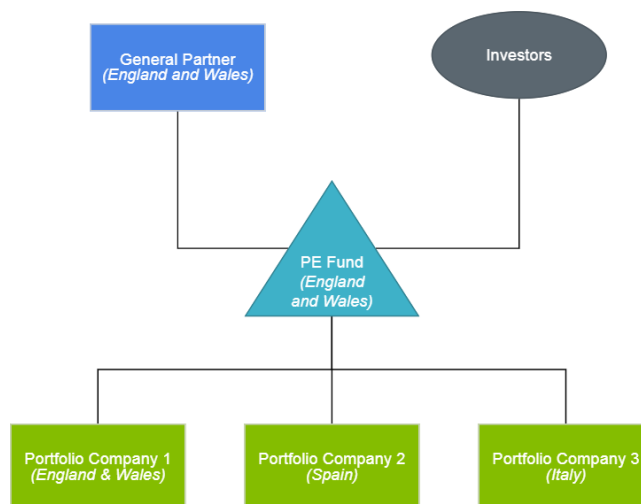 General Partner
(England and Wales)
Investors
PE Fund
(England
and Wales)
Portfolio Company 1
(England & Wales)
Portfolio Company 2
(Spain)
Portfolio Company 3
(Italy)